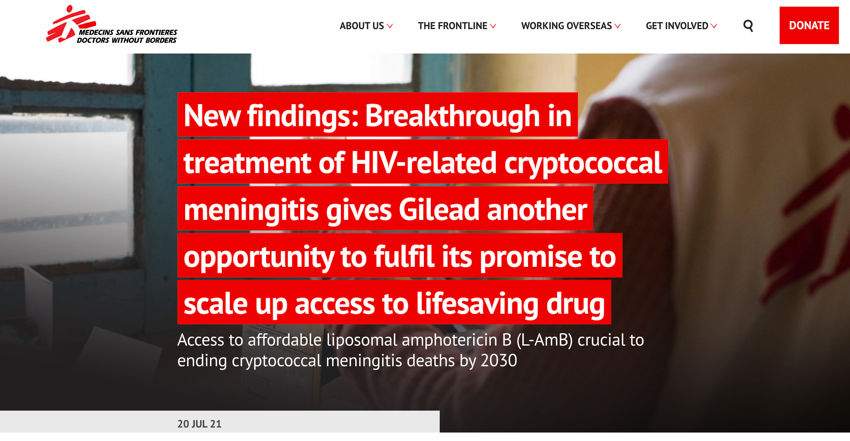 MEDECINS SANS FRONTIERES
DOCTORS WITHOUT BORDERS
ABOUT US
THE FRONTLINE
WORKING OVERSEAS
GET INVOLVED
DONATE
New findings: Breakthrough in
treatment of HIV-related cryptococcal
meningitis gives Gilead another
opportunity to fulfil its promise to
scale up access to lifesaving drug
Access to affordable liposomal amphotericin B (L-AmB) crucial to
ending cryptococcal meningitis deaths by 2030
20 JUL 21